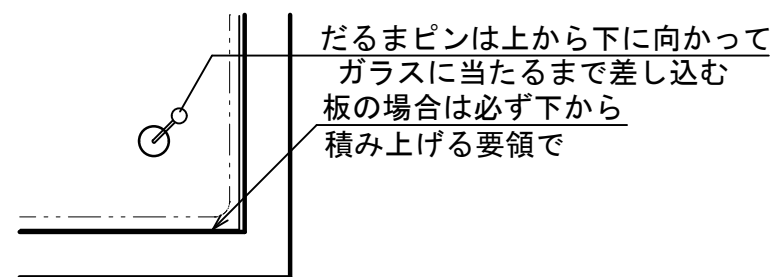 だるまピンは上から下に向かって
ガラスに当たるまで差し込む
板の場合は必ず下から
積み上げる要領で